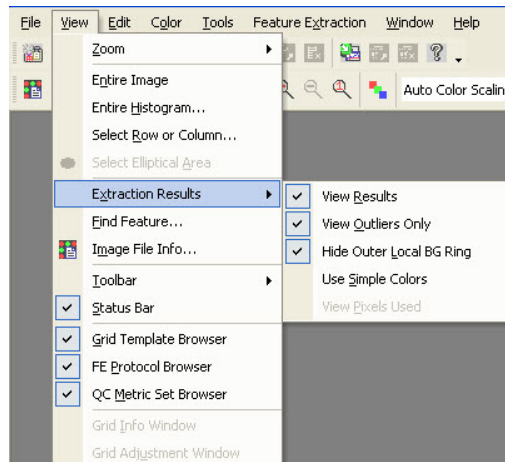 File View Edit Color Tools Feature Extraction Window Help
Zoom
Entire Image
Entire Histogram...
Select Row or Column...
Auto Color Scalin
Select Elliptical Area
Extraction Results
View Results
Find Feature...
View Outliers Only
Image File Info...
Hide Outer Local BG Ring
Toolbar
Use Simple Colors
Status Bar
View Pixels Used
Grid Template Browser
FE Protocol Browser
QC Metric Set Browser
Grid Info Window
Grid Adjustment Window